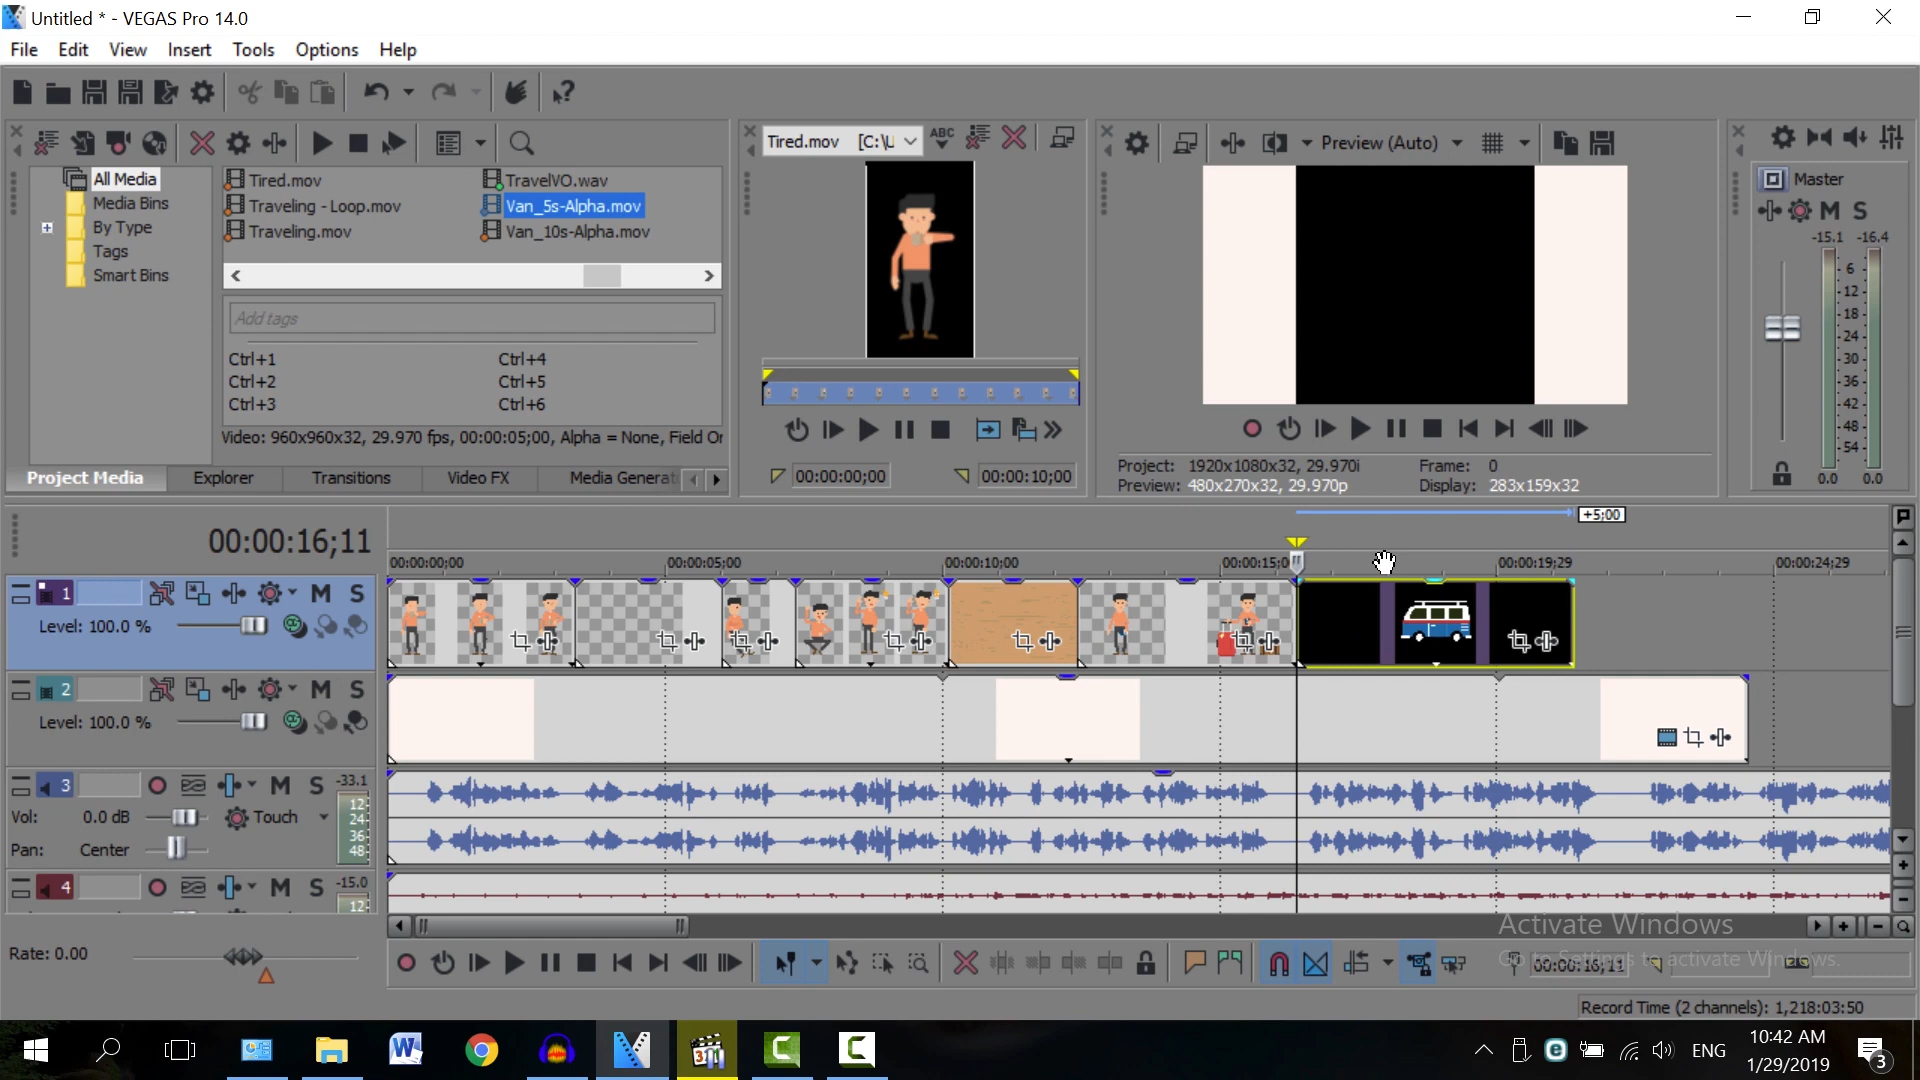 Untitled * - VEGAS Pro 14.0
File Edit View Insert Tools Options Help
Tired.mov [C:\U
ABC
Preview (Auto)
All Media
Media Bins
By Type
Tags
Smart Bins
Tired.mov
TravelVO.wav
Traveling - Loop.mov
Van_5s-Alpha.mov
Traveling.mov
Van_10s-Alpha.mov
Add tags
Ctrl+1 Ctrl+4
Ctrl+2 Ctrl+5
Ctrl+3 Ctrl+6
Video: 960x960x32, 29.970 fps, 00:00:05;00, Alpha = None, Field Or
Project Media Explorer Transitions Video FX Media Generat
00:00:00;00 00:00:10;00
Project: 1920x1080x32, 29.970i Frame: 0
Preview: 480x270x32, 29.970p Display: 283x159x32
Master
M S
-15.1 -16.4
6
12
18
24
30
36
42
48
54
0.0 0.0
00:00:16;11
+5;00
00:00:00;00 00:00:05;00 00:00:10;00 00:00:15;0 00:00:19;29 00:00:24;29
1 M S
Level: 100.0 %
2 M S
Level: 100.0 %
3 M S -33.1
Vol: 0.0 dB Touch
Pan: Center
12
24
36
48
4 M S -15.0
12
Rate: 0.00
Activate Windows
Go to Settings to activate Windows.
00:00:16;11
Record Time (2 channels): 1,218:03:50
ENG
10:42 AM
1/29/2019
3